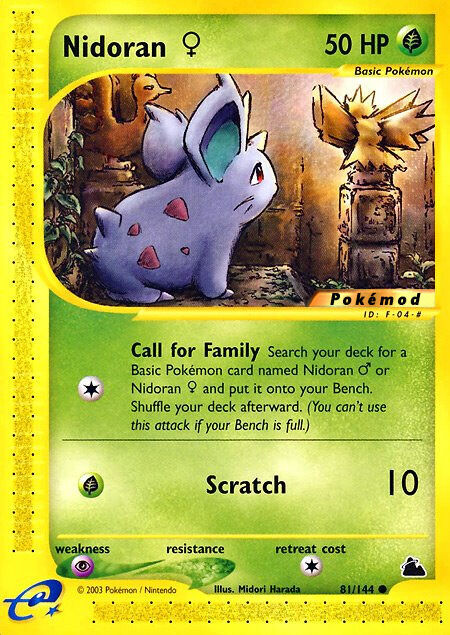 Nidoran ♀ 50 HP
Basic Pokémon
Pokémod
ID: F-04-#
Call for Family Search your deck for a
Basic Pokémon card named Nidoran ♂ or
Nidoran ♀ and put it onto your Bench.
Shuffle your deck afterward. (You can't use
this attack if your Bench is full.)
Scratch 10
weakness resistance retreat cost
© 2003 Pokémon / Nintendo Illus. Midori Harada 81/144 ●
e